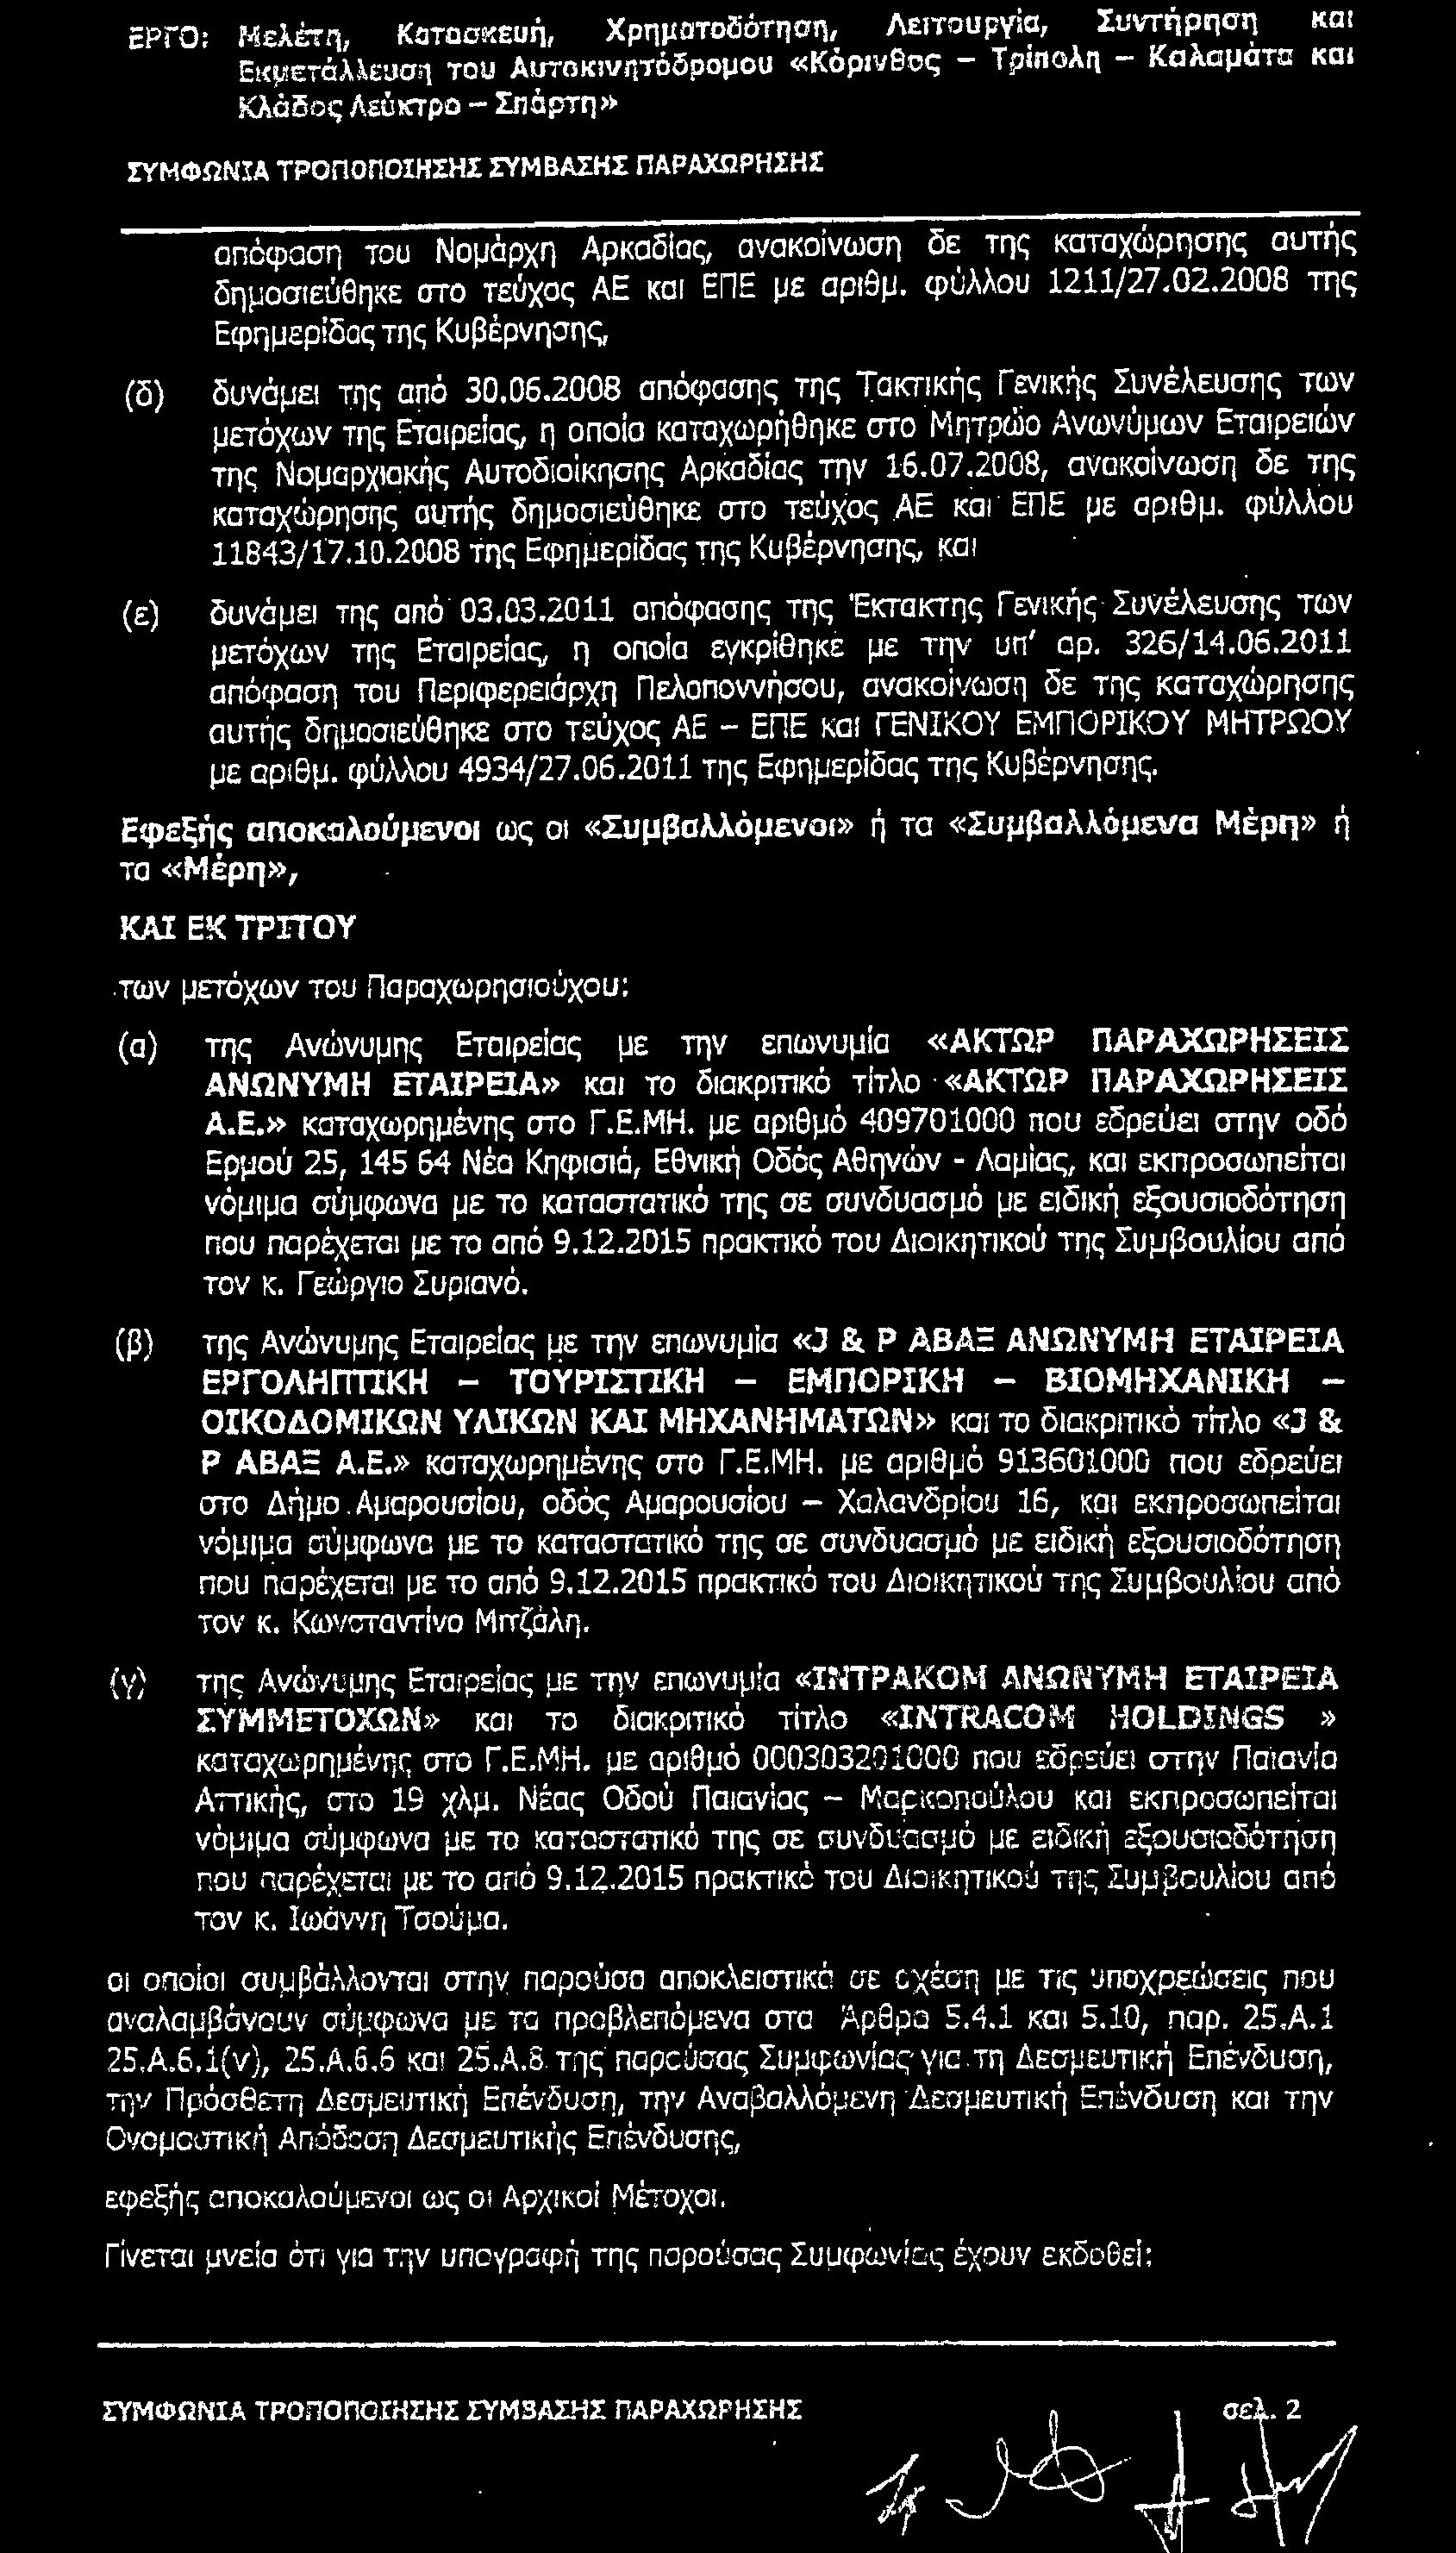 ΕΡΓΟ: Μελέτη, Κατασκευή, Χρηματοδότηση, Λειτουργία, Συντήρηση και
Εκμετάλλευση του Αυτοκινητόδρομου «Κόρινθος – Τρίπολη – Καλαμάτα και
Κλάδος Λεύκτρο – Σπάρτη»
ΣΥΜΦΩΝΙΑ ΤΡΟΠΟΠΟΙΗΣΗΣ ΣΥΜΒΑΣΗΣ ΠΑΡΑΧΩΡΗΣΗΣ
απόφαση του Νομάρχη Αρκαδίας, ανακοίνωση δε της καταχώρησης αυτής
δημοσιεύθηκε στο τεύχος ΑΕ και ΕΠΕ με αριθμ. φύλλου 1211/27.02.2008 της
Εφημερίδας της Κυβέρνησης,
(δ) δυνάμει της από 30.06.2008 απόφασης της Τακτικής Γενικής Συνέλευσης των
μετόχων της Εταιρείας, η οποία καταχωρήθηκε στο Μητρώο Ανωνύμων Εταιρειών
της Νομαρχιακής Αυτοδιοίκησης Αρκαδίας την 16.07.2008, ανακοίνωση δε της
καταχώρησης αυτής δημοσιεύθηκε στο τεύχος ΑΕ και ΕΠΕ με αριθμ. φύλλου
11843/17.10.2008 της Εφημερίδας της Κυβέρνησης, και
(ε) δυνάμει της από 03.03.2011 απόφασης της Έκτακτης Γενικής Συνέλευσης των
μετόχων της Εταιρείας, η οποία εγκρίθηκε με την υπ' αρ. 326/14.06.2011
απόφαση του Περιφερειάρχη Πελοποννήσου, ανακοίνωση δε της καταχώρησης
αυτής δημοσιεύθηκε στο τεύχος ΑΕ – ΕΠΕ και ΓΕΝΙΚΟΥ ΕΜΠΟΡΙΚΟΥ ΜΗΤΡΩΟΥ
με αριθμ. φύλλου 4934/27.06.2011 της Εφημερίδας της Κυβέρνησης.
Εφεξής αποκαλούμενοι ως οι «Συμβαλλόμενοι» ή τα «Συμβαλλόμενα Μέρη» ή
τα «Μέρη»,
ΚΑΙ ΕΚ ΤΡΙΤΟΥ
των μετόχων του Παραχωρησιούχου:
(α) της Ανώνυμης Εταιρείας με την επωνυμία «ΑΚΤΩΡ ΠΑΡΑΧΩΡΗΣΕΙΣ
ΑΝΩΝΥΜΗ ΕΤΑΙΡΕΙΑ» και το διακριτικό τίτλο «ΑΚΤΩΡ ΠΑΡΑΧΩΡΗΣΕΙΣ
Α.Ε.» καταχωρημένης στο Γ.Ε.ΜΗ. με αριθμό 409701000 που εδρεύει στην οδό
Ερμού 25, 145 64 Νέα Κηφισιά, Εθνική Οδός Αθηνών - Λαμίας, και εκπροσωπείται
νόμιμα σύμφωνα με το καταστατικό της σε συνδυασμό με ειδική εξουσιοδότηση
που παρέχεται με το από 9.12.2015 πρακτικό του Διοικητικού της Συμβουλίου από
τον κ. Γεώργιο Συριανό.
(β) της Ανώνυμης Εταιρείας με την επωνυμία «J & P ΑΒΑΞ ΑΝΩΝΥΜΗ ΕΤΑΙΡΕΙΑ
ΕΡΓΟΛΗΠΤΙΚΗ – ΤΟΥΡΙΣΤΙΚΗ – ΕΜΠΟΡΙΚΗ – ΒΙΟΜΗΧΑΝΙΚΗ –
ΟΙΚΟΔΟΜΙΚΩΝ ΥΛΙΚΩΝ ΚΑΙ ΜΗΧΑΝΗΜΑΤΩΝ» και το διακριτικό τίτλο «J &
P ΑΒΑΞ Α.Ε.» καταχωρημένης στο Γ.Ε.ΜΗ. με αριθμό 913601000 που εδρεύει
στο Δήμο Αμαρουσίου, οδός Αμαρουσίου – Χαλανδρίου 16, και εκπροσωπείται
νόμιμα σύμφωνα με το καταστατικό της σε συνδυασμό με ειδική εξουσιοδότηση
που παρέχεται με το από 9.12.2015 πρακτικό του Διοικητικού της Συμβουλίου από
τον κ. Κωνσταντίνο Μιτζάλη.
(γ) της Ανώνυμης Εταιρείας με την επωνυμία «ΙΝΤΡΑΚΟΜ ΑΝΩΝΥΜΗ ΕΤΑΙΡΕΙΑ
ΣΥΜΜΕΤΟΧΩΝ» και το διακριτικό τίτλο «INTRACOM HOLDINGS »
καταχωρημένης στο Γ.Ε.ΜΗ. με αριθμό 000303201000 που εδρεύει στην Παιανία
Αττικής, στο 19 χλμ. Νέας Οδού Παιανίας – Μαρκοπούλου και εκπροσωπείται
νόμιμα σύμφωνα με το καταστατικό της σε συνδυασμό με ειδική εξουσιοδότηση
που παρέχεται με το από 9.12.2015 πρακτικό του Διοικητικού της Συμβουλίου από
τον κ. Ιωάννη Τσούμα.
οι οποίοι συμβάλλονται στην παρούσα αποκλειστικά σε σχέση με τις υποχρεώσεις που
αναλαμβάνουν σύμφωνα με τα προβλεπόμενα στα Άρθρα 5.4.1 και 5.10, παρ. 25.Α.1
25.Α.6.1(v), 25.Α.6.6 και 25.Α.8 της παρούσας Συμφωνίας για τη Δεσμευτική Επένδυση,
την Πρόσθετη Δεσμευτική Επένδυση, την Αναβαλλόμενη Δεσμευτική Επένδυση και την
Ονομαστική Απόδοση Δεσμευτικής Επένδυσης,
εφεξής αποκαλούμενοι ως οι Αρχικοί Μέτοχοι.
Γίνεται μνεία ότι για την υπογραφή της παρούσας Συμφωνίας έχουν εκδοθεί:
ΣΥΜΦΩΝΙΑ ΤΡΟΠΟΠΟΙΗΣΗΣ ΣΥΜΒΑΣΗΣ ΠΑΡΑΧΩΡΗΣΗΣ σελ. 2